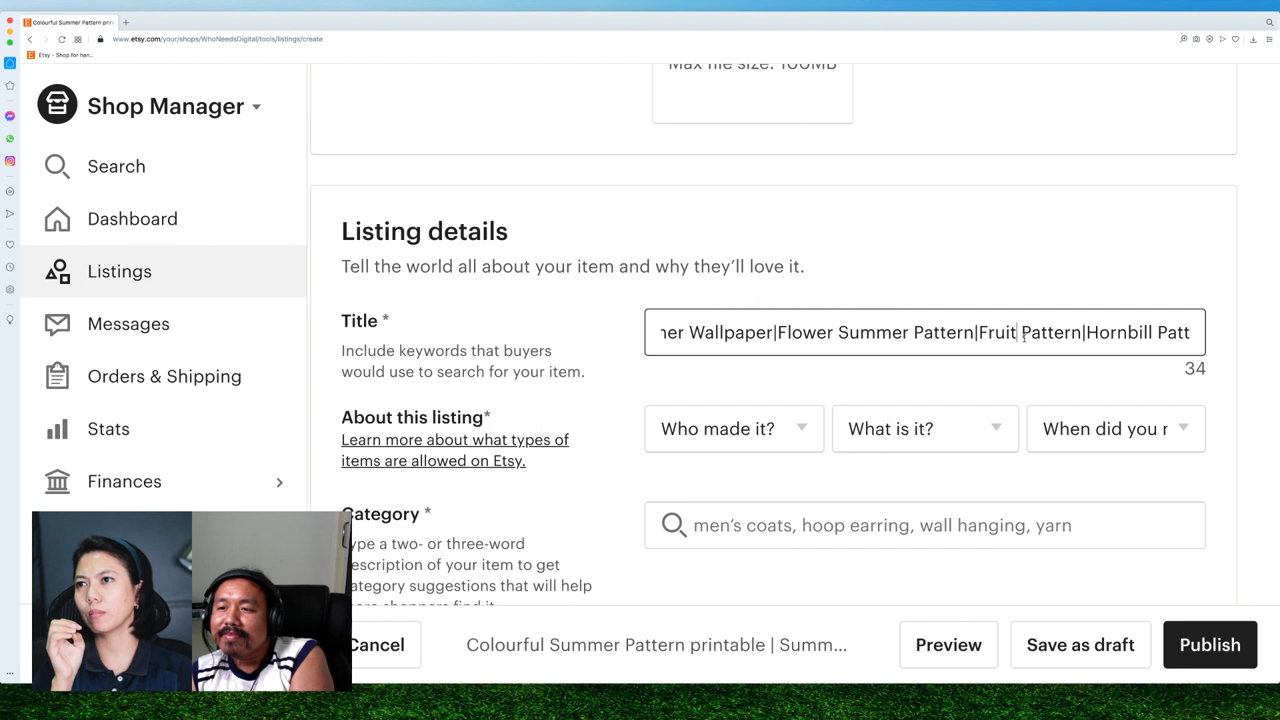 Colourful Summer Pattern prin
www.etsy.com/your/shops/WhoNeedsDigital/tools/listings/create
Etsy - Shop for han...
Max file size: 100MB
Shop Manager
Search
Dashboard
Listings
Messages
Orders & Shipping
Stats
Finances
Listing details
Tell the world all about your item and why they'll love it.
Title *
Include keywords that buyers
would use to search for your item.
ner Wallpaper|Flower Summer Pattern|Fruit Pattern|Hornbill Patt
34
About this listing*
Learn more about what types of
items are allowed on Etsy.
Who made it?
What is it?
When did you r
Category *
ype a two- or three-word
escription of your item to get
ategory suggestions that will help
men's coats, hoop earring, wall hanging, yarn
Cancel
Colourful Summer Pattern printable | Summ...
Preview
Save as draft
Publish